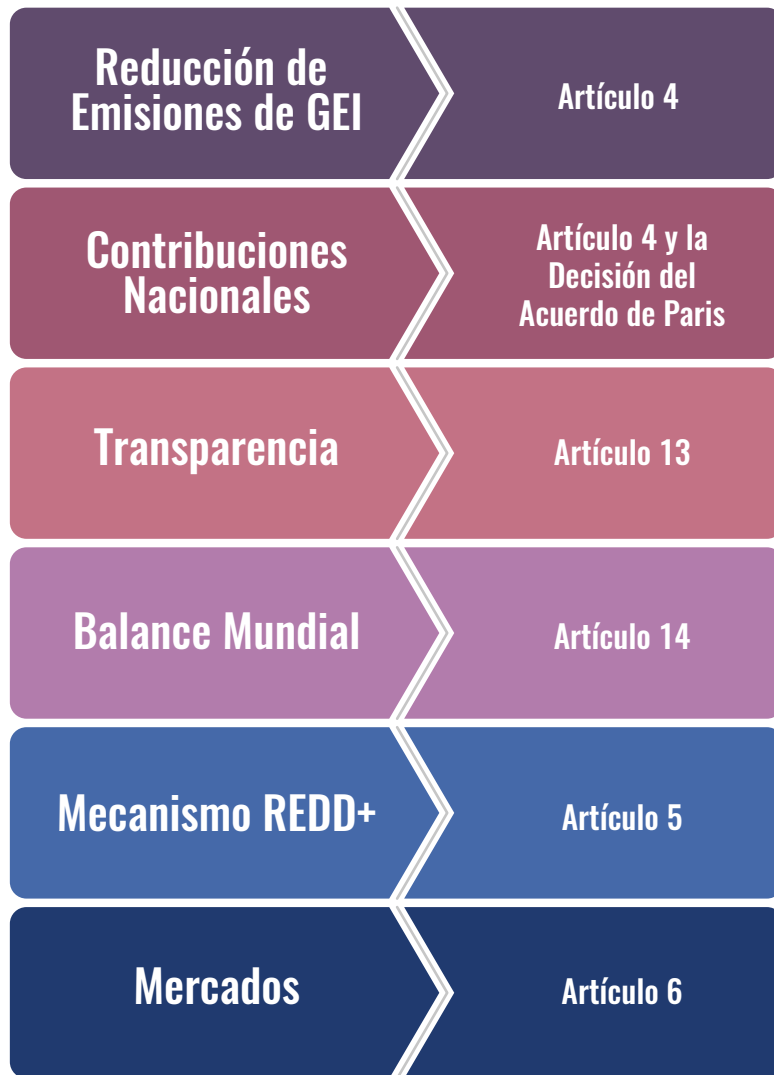 Reducción de
Emisiones de GEI
Artículo 4
Contribuciones
Nacionales
Artículo 4 y la
Decisión del
Acuerdo de Paris
Transparencia
Artículo 13
Balance Mundial
Artículo 14
Mecanismo REDD+
Artículo 5
Mercados
Artículo 6